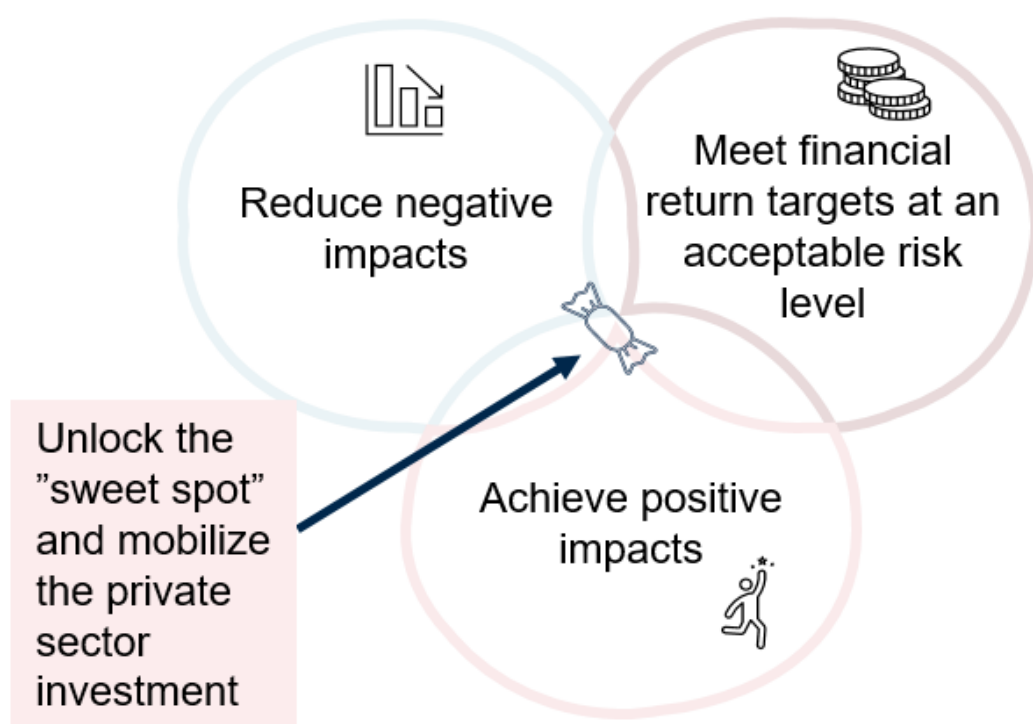 Reduce negative
impacts
Meet financial
return targets at an
acceptable risk
level
Unlock the
”sweet spot”
and mobilize
the private
sector
investment
Achieve positive
impacts